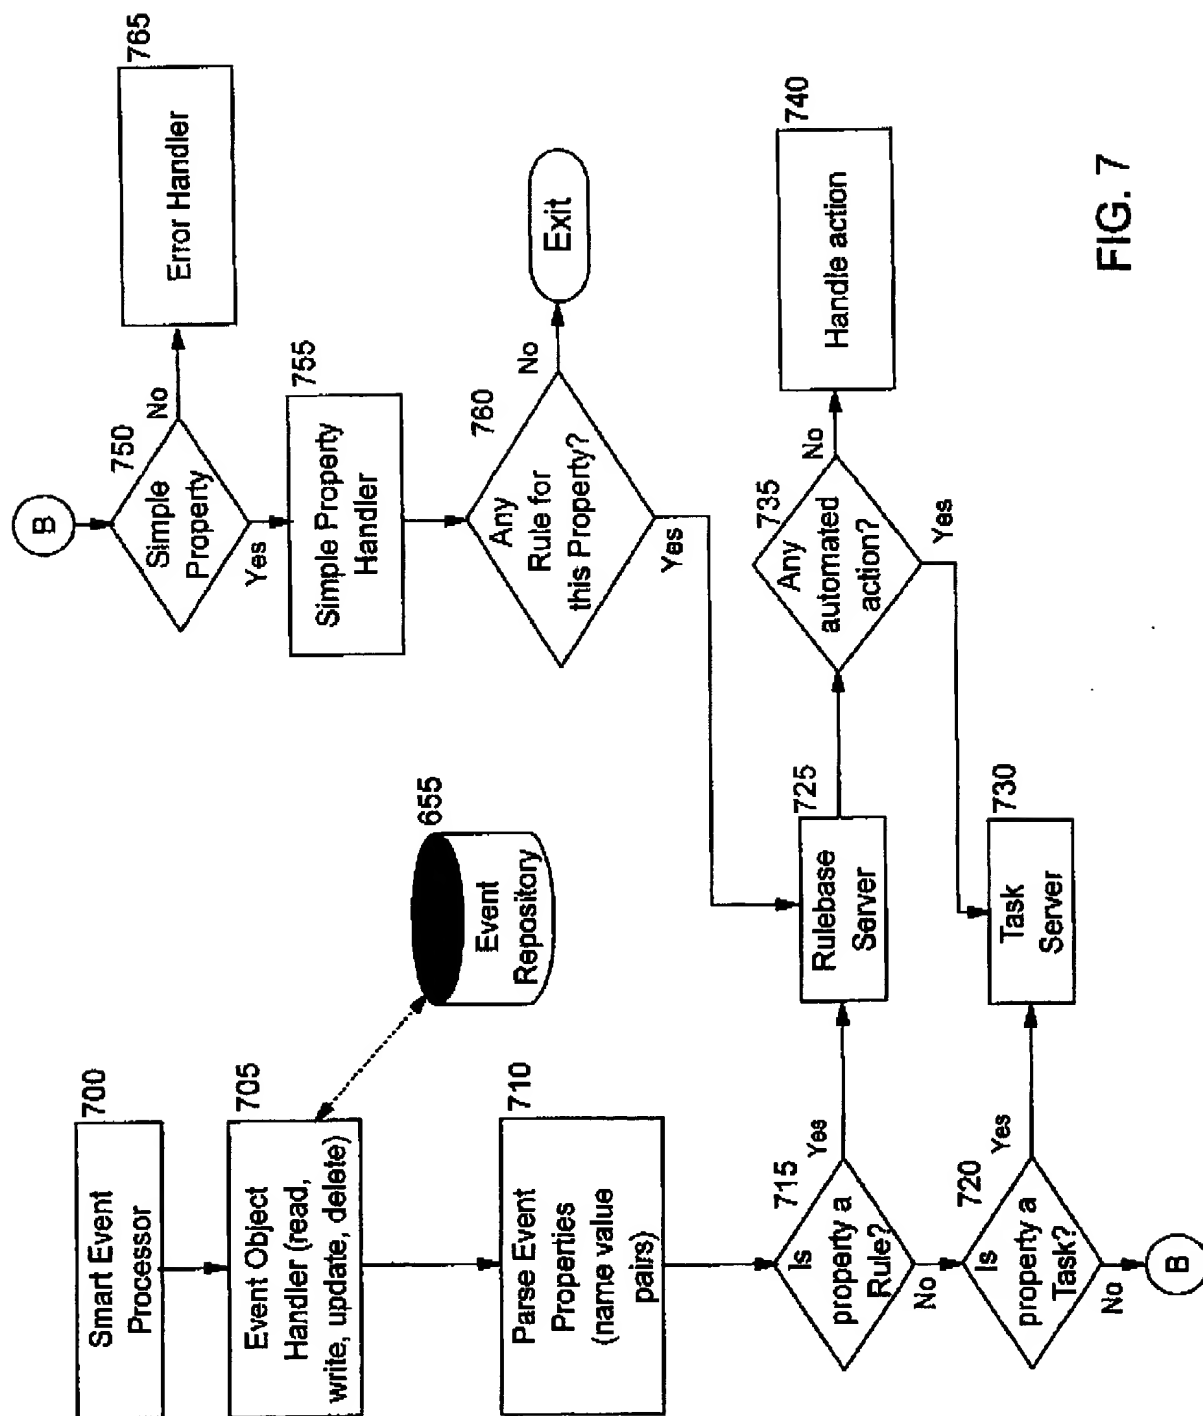 700
Smart Event
Processor
705
Event Object
Handler (read,
write, update, delete)
655
Event
Repository
710
Parse Event
Properties
(name value
pairs)
715
Is
property a
Rule?
Yes
No
725
Rulebase
Server
720
Is
property a
Task?
Yes
No
730
Task
Server
B
735
Any
automated
action?
No
Yes
740
Handle action
B
750
Simple
Property
No
Yes
765
Error Handler
755
Simple Property
Handler
760
Any
Rule for
this Property?
No
Yes
Exit
FIG. 7